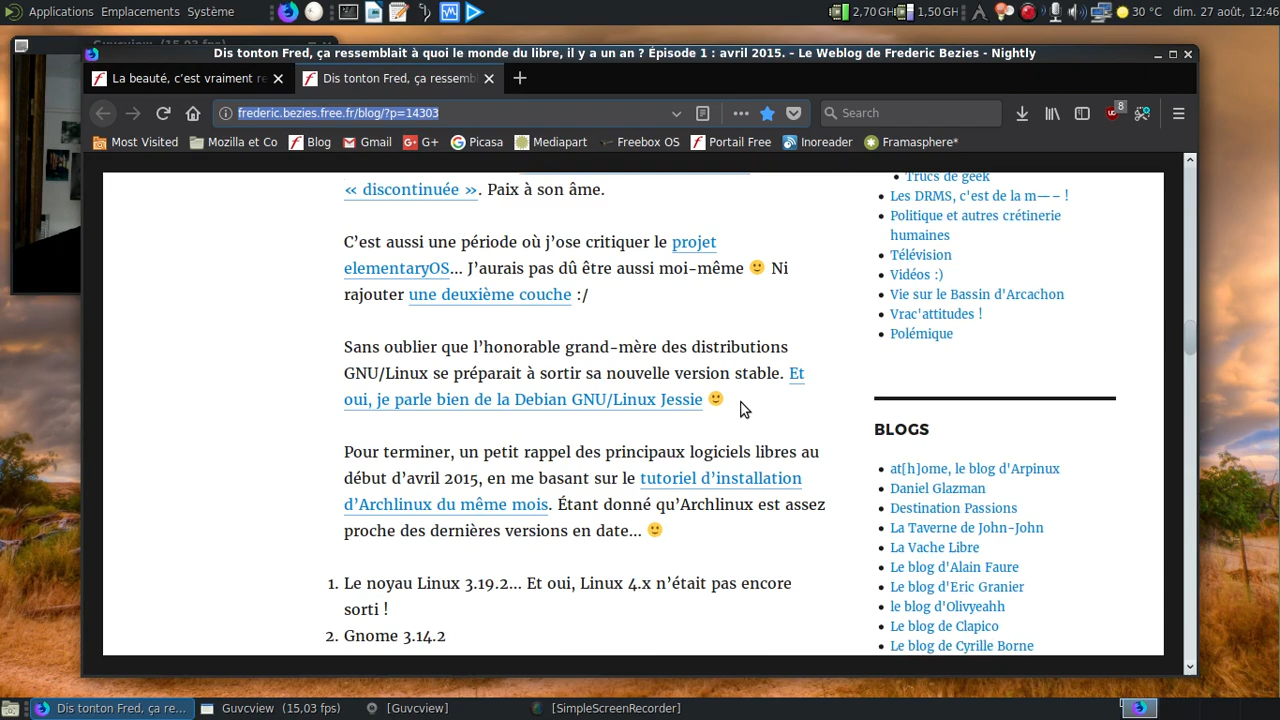 Applications Emplacements Système
2,70 GH 1,50 GH 30 °C dim. 27 août, 12:46
Guvcview (15,03 fps)
Dis tonton Fred, ça ressemblait à quoi le monde du libre, il y a un an ? Épisode 1 : avril 2015. - Le Weblog de Frederic Bezies - Nightly
La beauté, c'est vraiment re
Dis tonton Fred, ça ressembl
frederic.bezies.free.fr/blog/?p=14303
Search
8
Most Visited Mozilla et Co Blog Gmail G+ Picasa Mediapart Freebox OS Portail Free Inoreader Framasphere*
« discontinuée ». Paix à son âme.
C'est aussi une période où j'ose critiquer le projet
elementaryOS… J'aurais pas dû être aussi moi-même 🙂 Ni
rajouter une deuxième couche :/
Sans oublier que l'honorable grand-mère des distributions
GNU/Linux se préparait à sortir sa nouvelle version stable. Et
oui, je parle bien de la Debian GNU/Linux Jessie 🙂
Pour terminer, un petit rappel des principaux logiciels libres au
début d'avril 2015, en me basant sur le tutoriel d'installation
d'Archlinux du même mois. Étant donné qu'Archlinux est assez
proche des dernières versions en date… 🙂
1. Le noyau Linux 3.19.2… Et oui, Linux 4.x n'était pas encore
sorti !
2. Gnome 3.14.2
Trucs de geek
Les DRMS, c'est de la m—– !
Politique et autres crétinerie
humaines
Télévision
Vidéos :)
Vie sur le Bassin d'Arcachon
Vrac'attitudes !
Polémique
BLOGS
at[h]ome, le blog d'Arpinux
Daniel Glazman
Destination Passions
La Taverne de John-John
La Vache Libre
Le blog d'Alain Faure
Le blog d'Eric Granier
le blog d'Olivyeahh
Le blog de Clapico
Le blog de Cyrille Borne
Dis tonton Fred, ça re... Guvcview (15,03 fps) [Guvcview] [SimpleScreenRecorder]